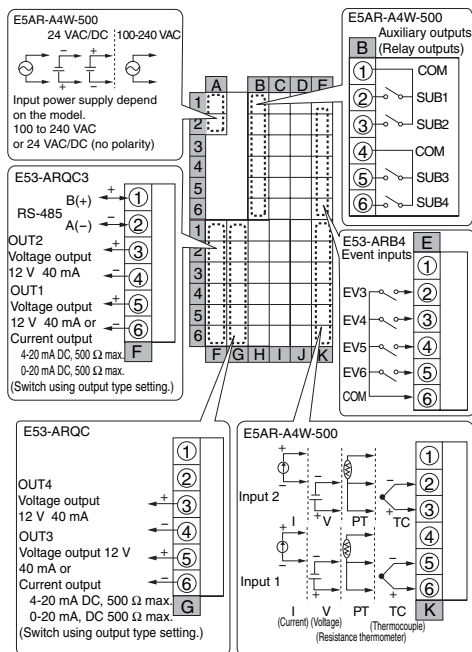 E5AR-A4W-500
24 VAC/DC 100-240 VAC
− +
+ −
Input power supply depend
on the model.
100 to 240 VAC
or 24 VAC/DC (no polarity)
E5AR-A4W-500
Auxiliary outputs
(Relay outputs)
B
1 COM
2 SUB1
3 SUB2
4 COM
5 SUB3
6 SUB4
A B C D E
1
2
3
4
5
6
1
2
3
4
5
6
F G H I J K
E53-ARQC3
B(+) + 1
RS-485
A(−) − 2
OUT2
Voltage output + 3
12 V 40 mA − 4
OUT1
Voltage output + 5
12 V 40 mA or − 6
Current output
4-20 mA DC, 500 Ω max.
0-20 mA DC, 500 Ω max.
F
(Switch using output type setting.)
E53-ARB4
Event inputs
E
1
EV3 2
EV4 3
EV5 4
EV6 5
COM 6
E53-ARQC
1
2
OUT4
Voltage output + 3
12 V 40 mA − 4
OUT3
Voltage output 12 V + 5
40 mA or − 6
Current output
4-20 mA DC, 500 Ω max.
0-20 mA, DC 500 Ω max.
G
(Switch using output type setting.)
E5AR-A4W-500
1
2
3
4
5
6
K
+ − − +
Input 2
I V PT TC
+ − − +
Input 1
I V PT TC
(Current) (Voltage) (Thermocouple)
(Resistance thermometer)